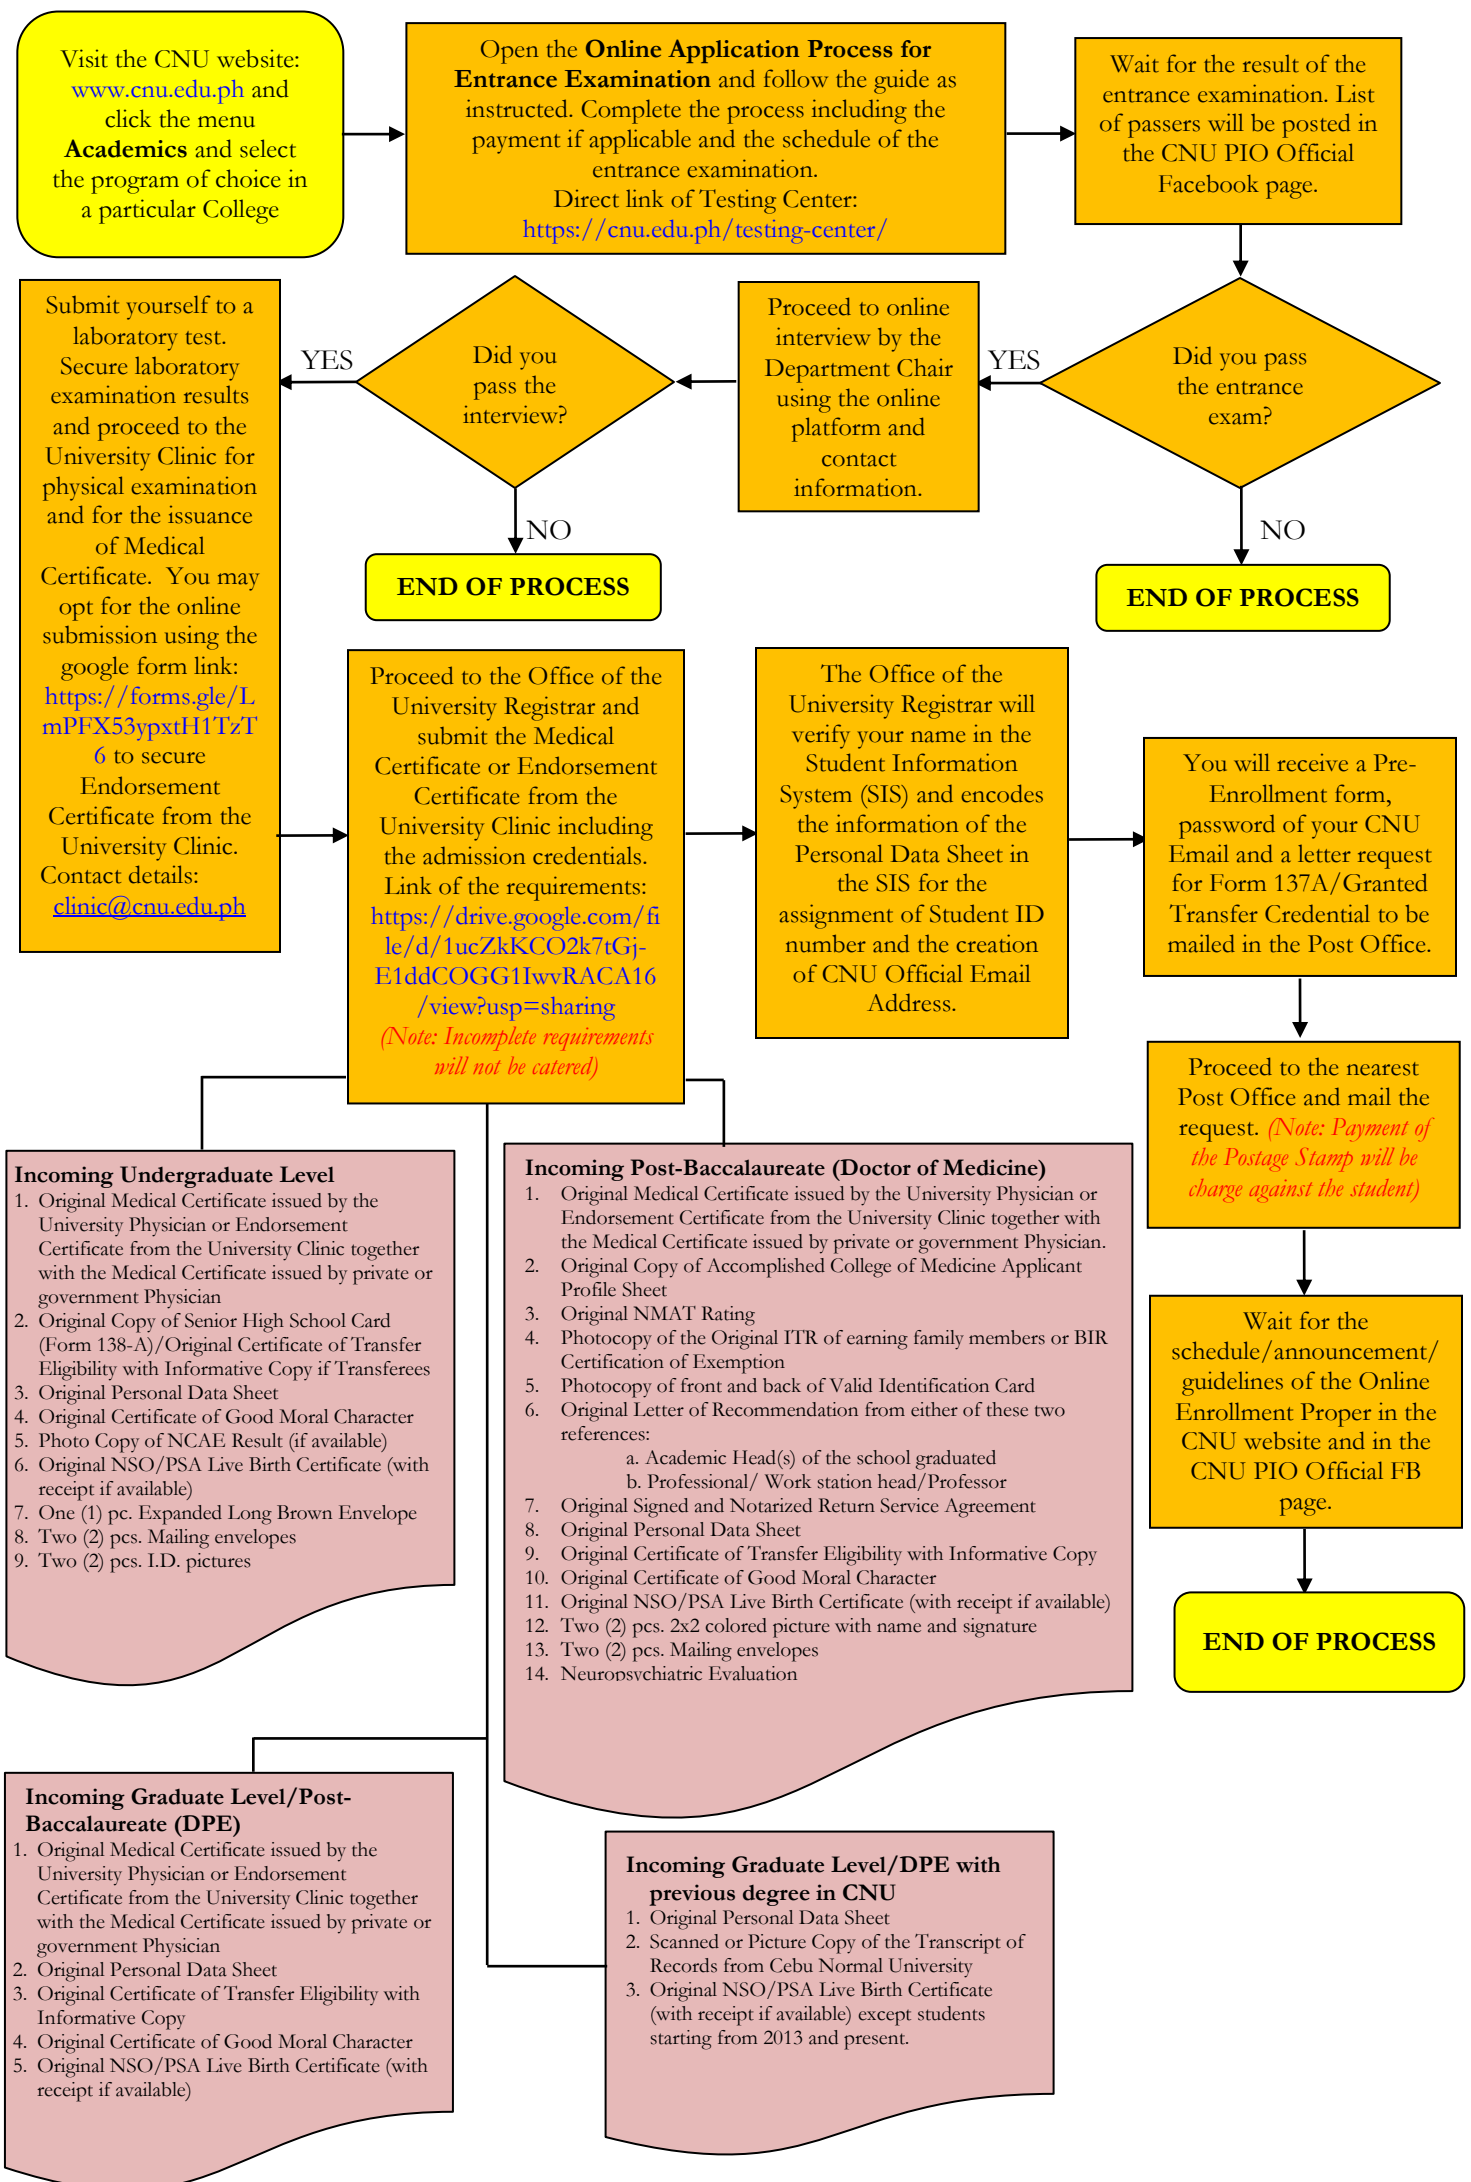 Visit the CNU website:
www.cnu.edu.ph and
click the menu
Academics and select
the program of choice in
a particular College
Open the Online Application Process for
Entrance Examination and follow the guide as
instructed. Complete the process including the
payment if applicable and the schedule of the
entrance examination.
Direct link of Testing Center:
https://cnu.edu.ph/testing-center/
Wait for the result of the
entrance examination. List
of passers will be posted in
the CNU PIO Official
Facebook page.
Did you pass
the entrance
exam?
YES
NO
END OF PROCESS
Proceed to online
interview by the
Department Chair
using the online
platform and
contact
information.
Did you
pass the
interview?
YES
NO
END OF PROCESS
Submit yourself to a
laboratory test.
Secure laboratory
examination results
and proceed to the
University Clinic for
physical examination
and for the issuance
of Medical
Certificate. You may
opt for the online
submission using the
google form link:
https://forms.gle/L
mPFX53ypxtH1TzT
6 to secure
Endorsement
Certificate from the
University Clinic.
Contact details:
clinic@cnu.edu.ph
Proceed to the Office of the
University Registrar and
submit the Medical
Certificate or Endorsement
Certificate from the
University Clinic including
the admission credentials.
Link of the requirements:
https://drive.google.com/fi
le/d/1ucZkKCO2k7tGj-
E1ddCOGG1IwvRACA16
/view?usp=sharing
(Note: Incomplete requirements
will not be catered)
The Office of the
University Registrar will
verify your name in the
Student Information
System (SIS) and encodes
the information of the
Personal Data Sheet in
the SIS for the
assignment of Student ID
number and the creation
of CNU Official Email
Address.
You will receive a Pre-
Enrollment form,
password of your CNU
Email and a letter request
for Form 137A/Granted
Transfer Credential to be
mailed in the Post Office.
Proceed to the nearest
Post Office and mail the
request. (Note: Payment of
the Postage Stamp will be
charge against the student)
Wait for the
schedule/announcement/
guidelines of the Online
Enrollment Proper in the
CNU website and in the
CNU PIO Official FB
page.
END OF PROCESS
Incoming Undergraduate Level
1. Original Medical Certificate issued by the
University Physician or Endorsement
Certificate from the University Clinic together
with the Medical Certificate issued by private or
government Physician
2. Original Copy of Senior High School Card
(Form 138-A)/Original Certificate of Transfer
Eligibility with Informative Copy if Transferees
3. Original Personal Data Sheet
4. Original Certificate of Good Moral Character
5. Photo Copy of NCAE Result (if available)
6. Original NSO/PSA Live Birth Certificate (with
receipt if available)
7. One (1) pc. Expanded Long Brown Envelope
8. Two (2) pcs. Mailing envelopes
9. Two (2) pcs. I.D. pictures
Incoming Post-Baccalaureate (Doctor of Medicine)
1. Original Medical Certificate issued by the University Physician or
Endorsement Certificate from the University Clinic together with
the Medical Certificate issued by private or government Physician.
2. Original Copy of Accomplished College of Medicine Applicant
Profile Sheet
3. Original NMAT Rating
4. Photocopy of the Original ITR of earning family members or BIR
Certification of Exemption
5. Photocopy of front and back of Valid Identification Card
6. Original Letter of Recommendation from either of these two
references:
a. Academic Head(s) of the school graduated
b. Professional/ Work station head/Professor
7. Original Signed and Notarized Return Service Agreement
8. Original Personal Data Sheet
9. Original Certificate of Transfer Eligibility with Informative Copy
10. Original Certificate of Good Moral Character
11. Original NSO/PSA Live Birth Certificate (with receipt if available)
12. Two (2) pcs. 2x2 colored picture with name and signature
13. Two (2) pcs. Mailing envelopes
14. Neuropsychiatric Evaluation
Incoming Graduate Level/Post-
Baccalaureate (DPE)
1. Original Medical Certificate issued by the
University Physician or Endorsement
Certificate from the University Clinic together
with the Medical Certificate issued by private or
government Physician
2. Original Personal Data Sheet
3. Original Certificate of Transfer Eligibility with
Informative Copy
4. Original Certificate of Good Moral Character
5. Original NSO/PSA Live Birth Certificate (with
receipt if available)
Incoming Graduate Level/DPE with
previous degree in CNU
1. Original Personal Data Sheet
2. Scanned or Picture Copy of the Transcript of
Records from Cebu Normal University
3. Original NSO/PSA Live Birth Certificate
(with receipt if available) except students
starting from 2013 and present.